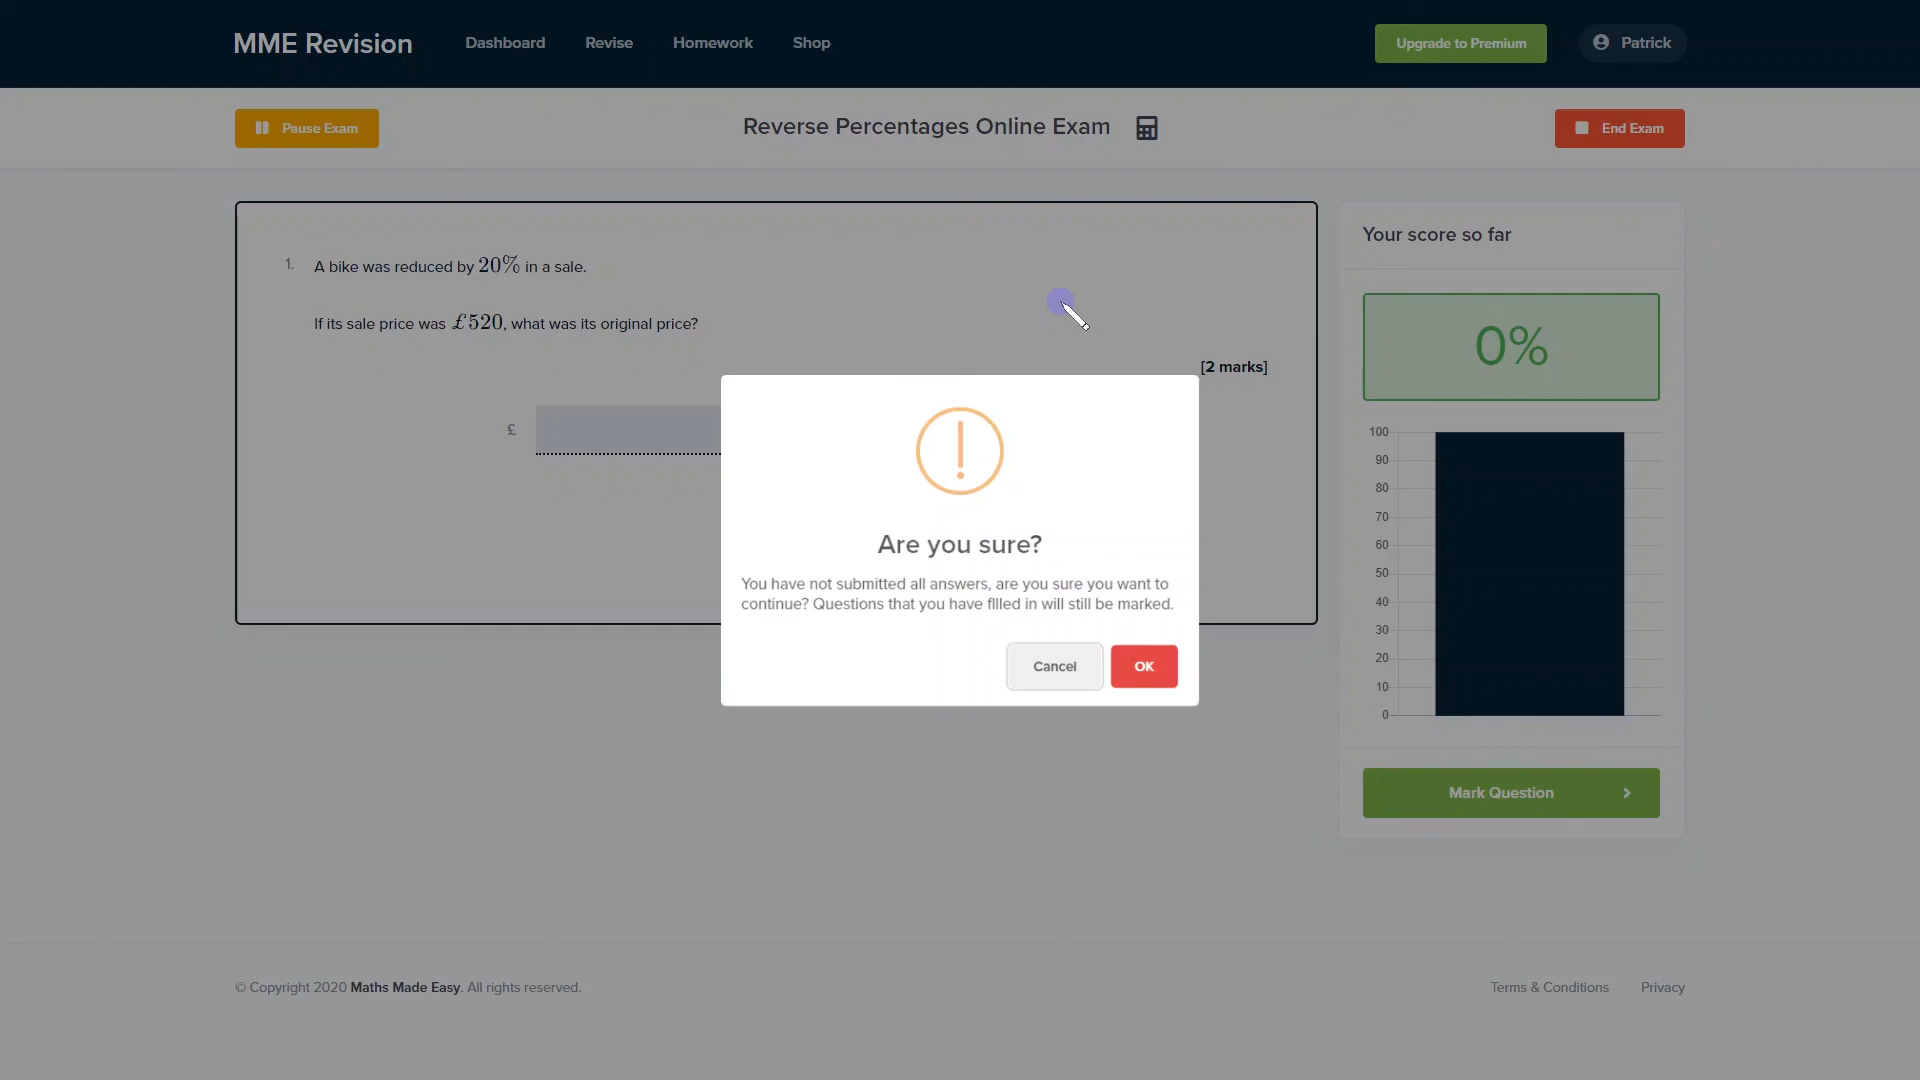 MME Revision
Dashboard
Revise
Homework
Shop
Upgrade to Premium
Patrick
Pause Exam
Reverse Percentages Online Exam
End Exam
1. A bike was reduced by 20% in a sale.
If its sale price was £520, what was its original price?
[2 marks]
£
Your score so far
0%
100
90
80
70
60
50
40
30
20
10
0
Mark Question
Are you sure?
You have not submitted all answers, are you sure you want to
continue? Questions that you have filled in will still be marked.
Cancel
OK
© Copyright 2020 Maths Made Easy. All rights reserved.
Terms & Conditions
Privacy